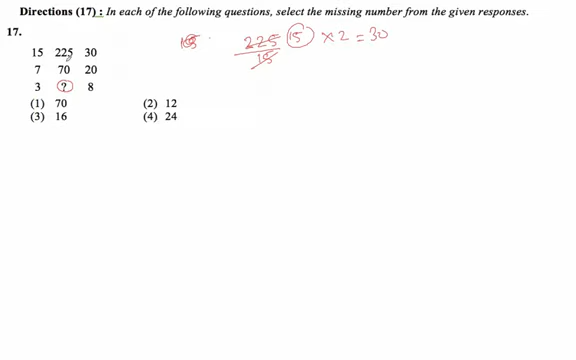 Directions (17) : In each of the following questions, select the missing number from the given responses.
17.
15 225 30
7 70 20
3 ? 8
(1) 70 (2) 12
(3) 16 (4) 24
225 15 × 2 = 30
15